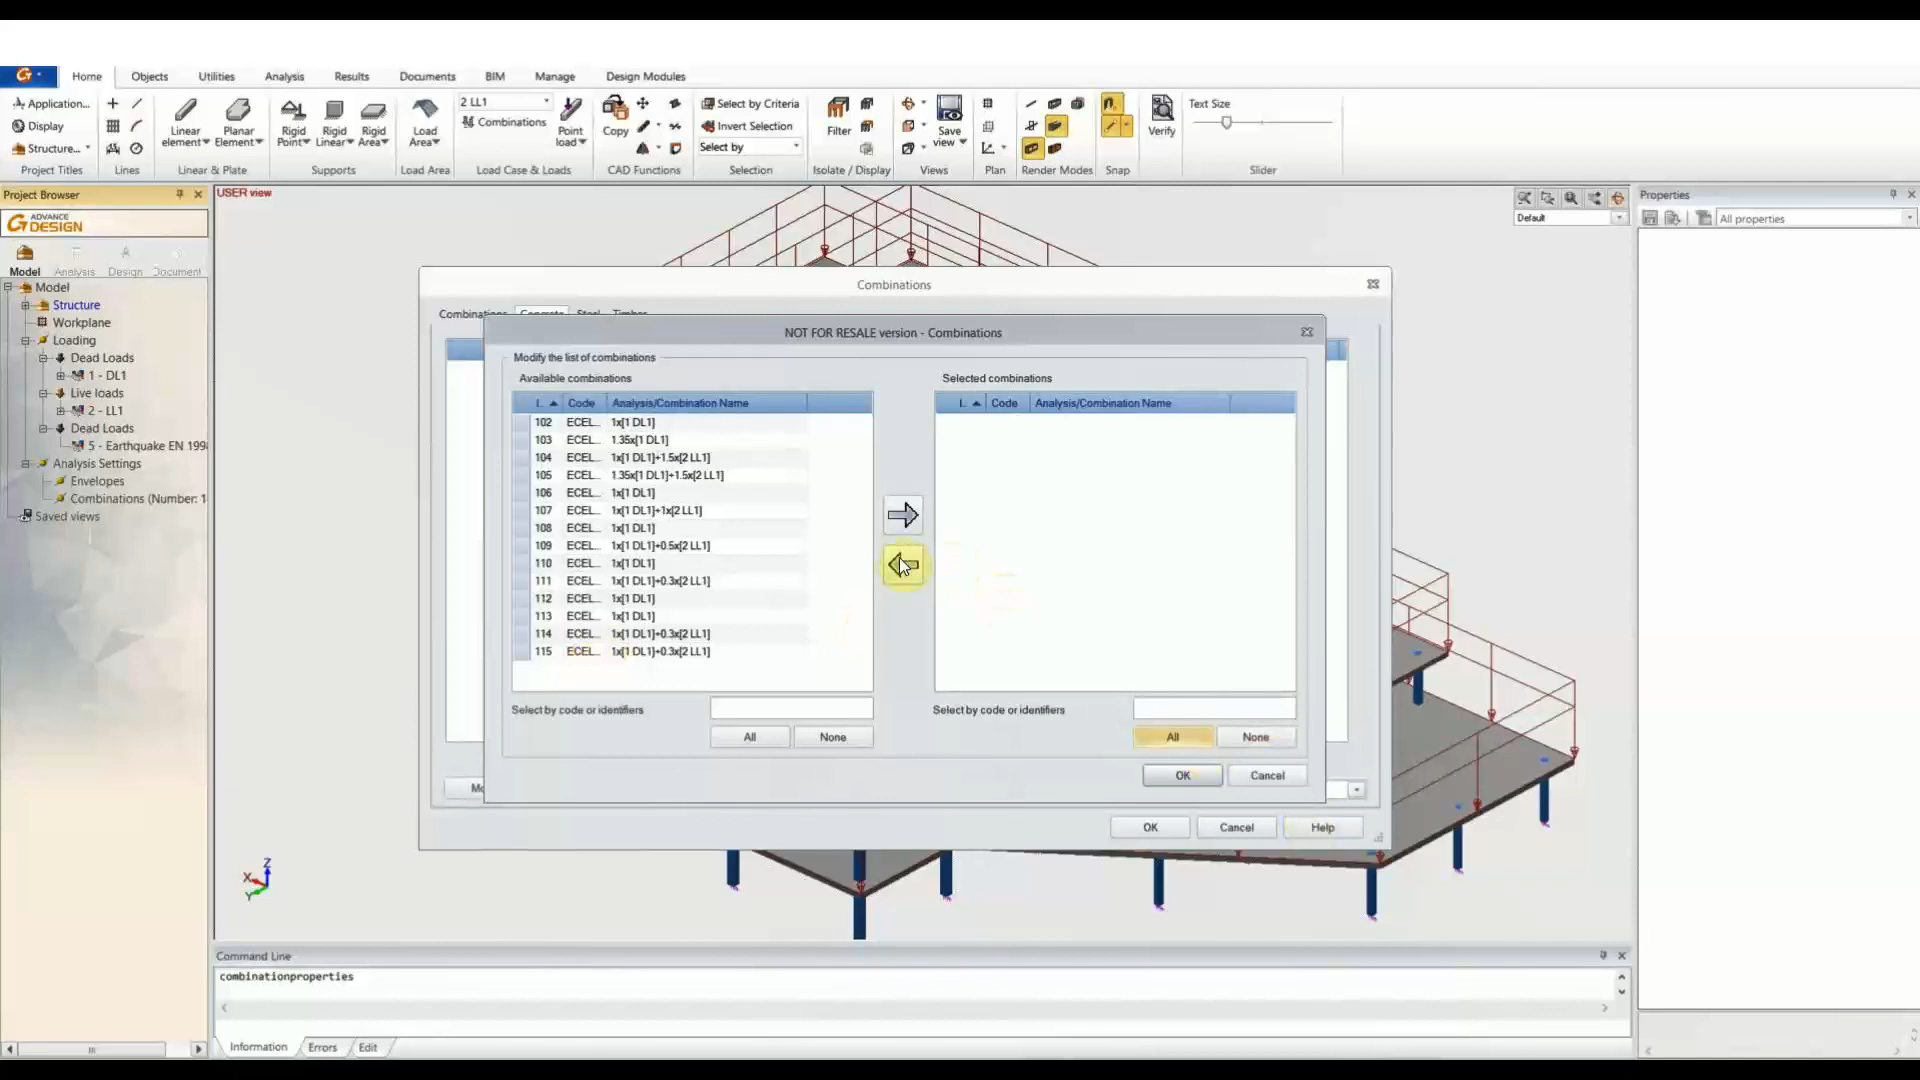 Home Objects Utilities Analysis Results Documents BIM Manage Design Modules
Application...
Display
Structure...
Project Titles
Lines
Linear element
Planar Element
Linear & Plate
Rigid Point
Rigid Linear
Rigid Area
Supports
Load Area
Load Area
2 LL1
Combinations
Point load
Load Case & Loads
Copy
CAD Functions
Select by Criteria
Invert Selection
Select by
Selection
Filter
Isolate / Display
Save view
Views
Plan
Render Modes
Snap
Verify
Text Size
Slider
Project Browser
ADVANCE
DESIGN
Model Analysis Design Document
Model
Structure
Workplane
Loading
Dead Loads
1 - DL1
Live loads
2 - LL1
Dead Loads
5 - Earthquake EN 1998
Analysis Settings
Envelopes
Combinations (Number: 1
Saved views
USER view
Default
Properties
All properties
Combinations
Combinations Concrete Steel Timber
NOT FOR RESALE version - Combinations
Modify the list of combinations
Available combinations
I... Code Analysis/Combination Name
102 ECEL... 1x[1 DL1]
103 ECEL... 1.35x[1 DL1]
104 ECEL... 1x[1 DL1]+1.5x[2 LL1]
105 ECEL... 1.35x[1 DL1]+1.5x[2 LL1]
106 ECEL... 1x[1 DL1]
107 ECEL... 1x[1 DL1]+1x[2 LL1]
108 ECEL... 1x[1 DL1]
109 ECEL... 1x[1 DL1]+0.5x[2 LL1]
110 ECEL... 1x[1 DL1]
111 ECEL... 1x[1 DL1]+0.3x[2 LL1]
112 ECEL... 1x[1 DL1]
113 ECEL... 1x[1 DL1]
114 ECEL... 1x[1 DL1]+0.3x[2 LL1]
115 ECEL... 1x[1 DL1]+0.3x[2 LL1]
Select by code or identifiers
All None
Selected combinations
I... Code Analysis/Combination Name
Select by code or identifiers
All None
OK Cancel
Mo
OK Cancel Help
X Y Z
Command Line
combinationproperties
Information Errors Edit